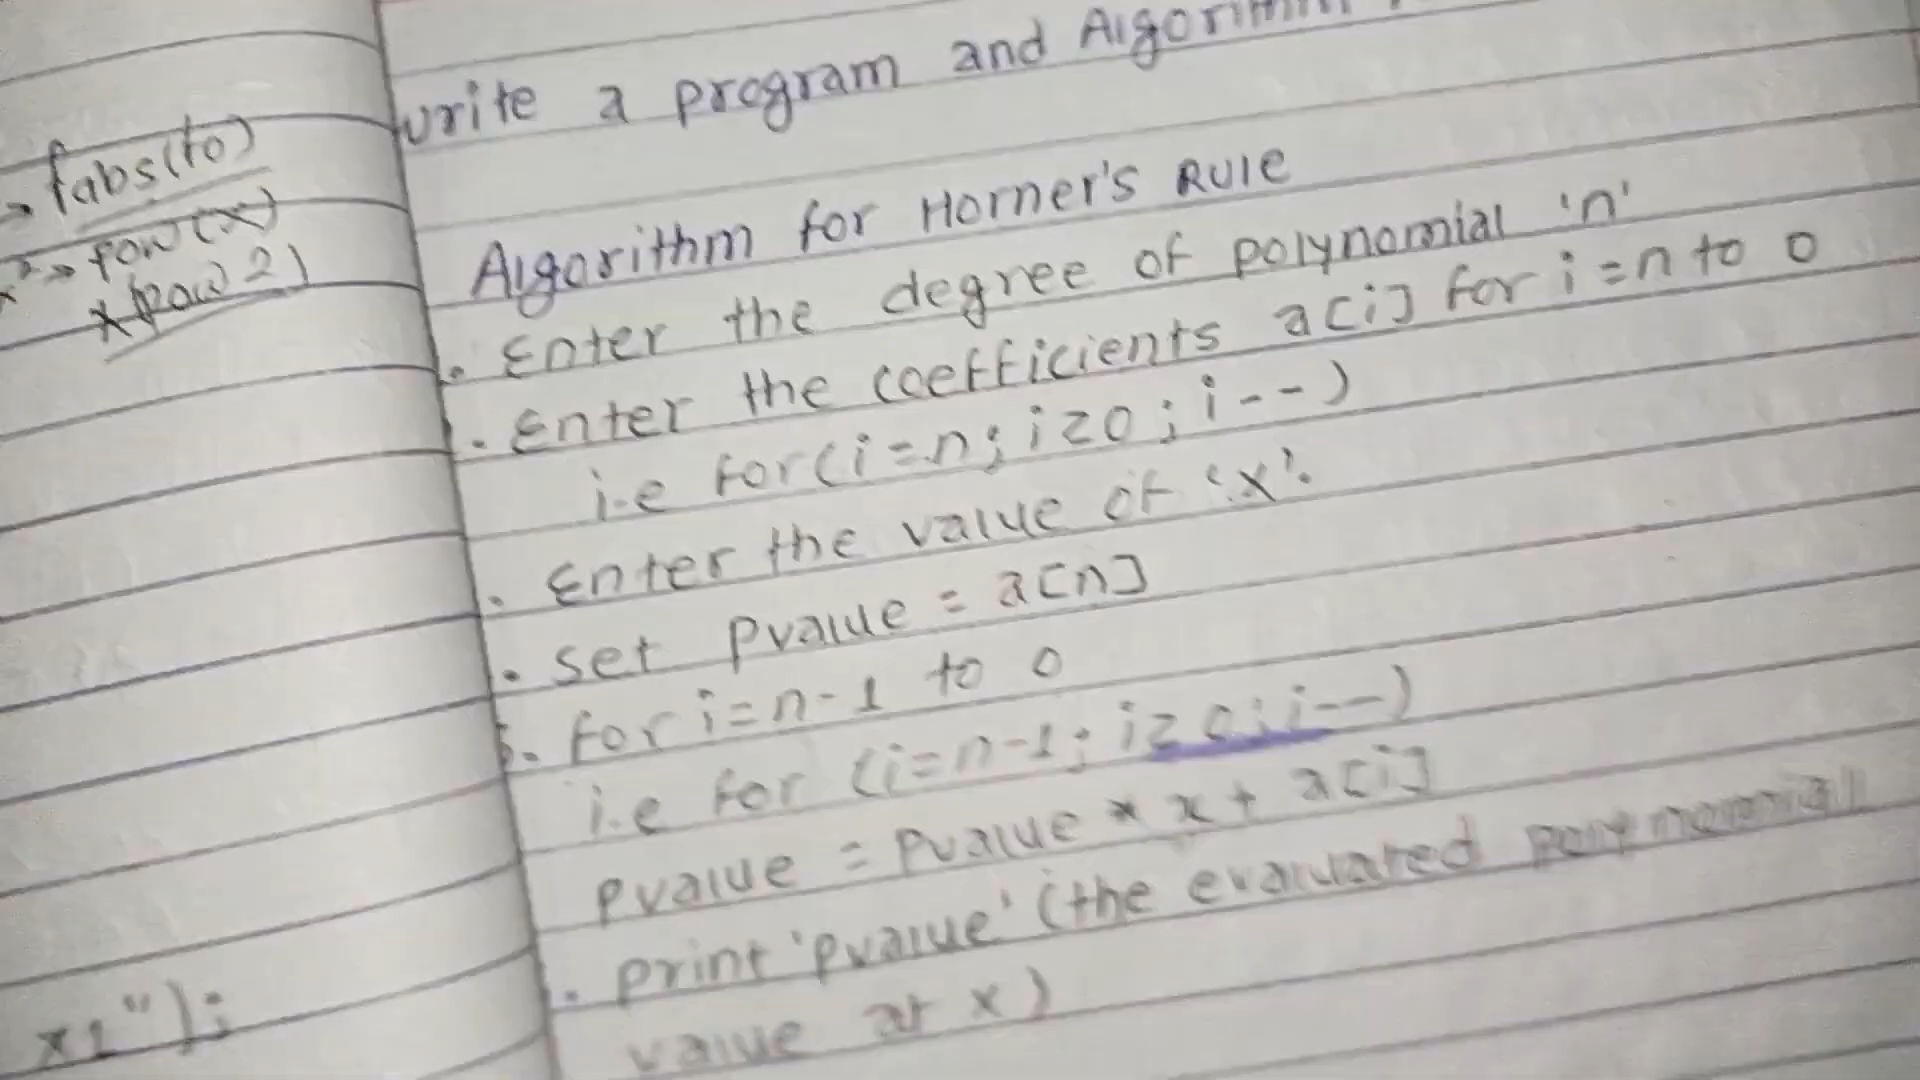 → fabs(to)
→ pow(x)
x(pow 2)
x1");
write a program and Algorithm
Algorithm for Horner's Rule
. Enter the degree of polynomial 'n'
. Enter the coefficients a[i] for i=n to 0
i.e for(i=n; i≥0; i--)
. Enter the value of 'x'.
. set pvalue = a[n]
5. for i=n-1 to 0
i.e for (i=n-1; i≥0; i--)
pvalue = pvalue * x + a[i]
. print 'pvalue' (the evaluated polynomial
value at x)